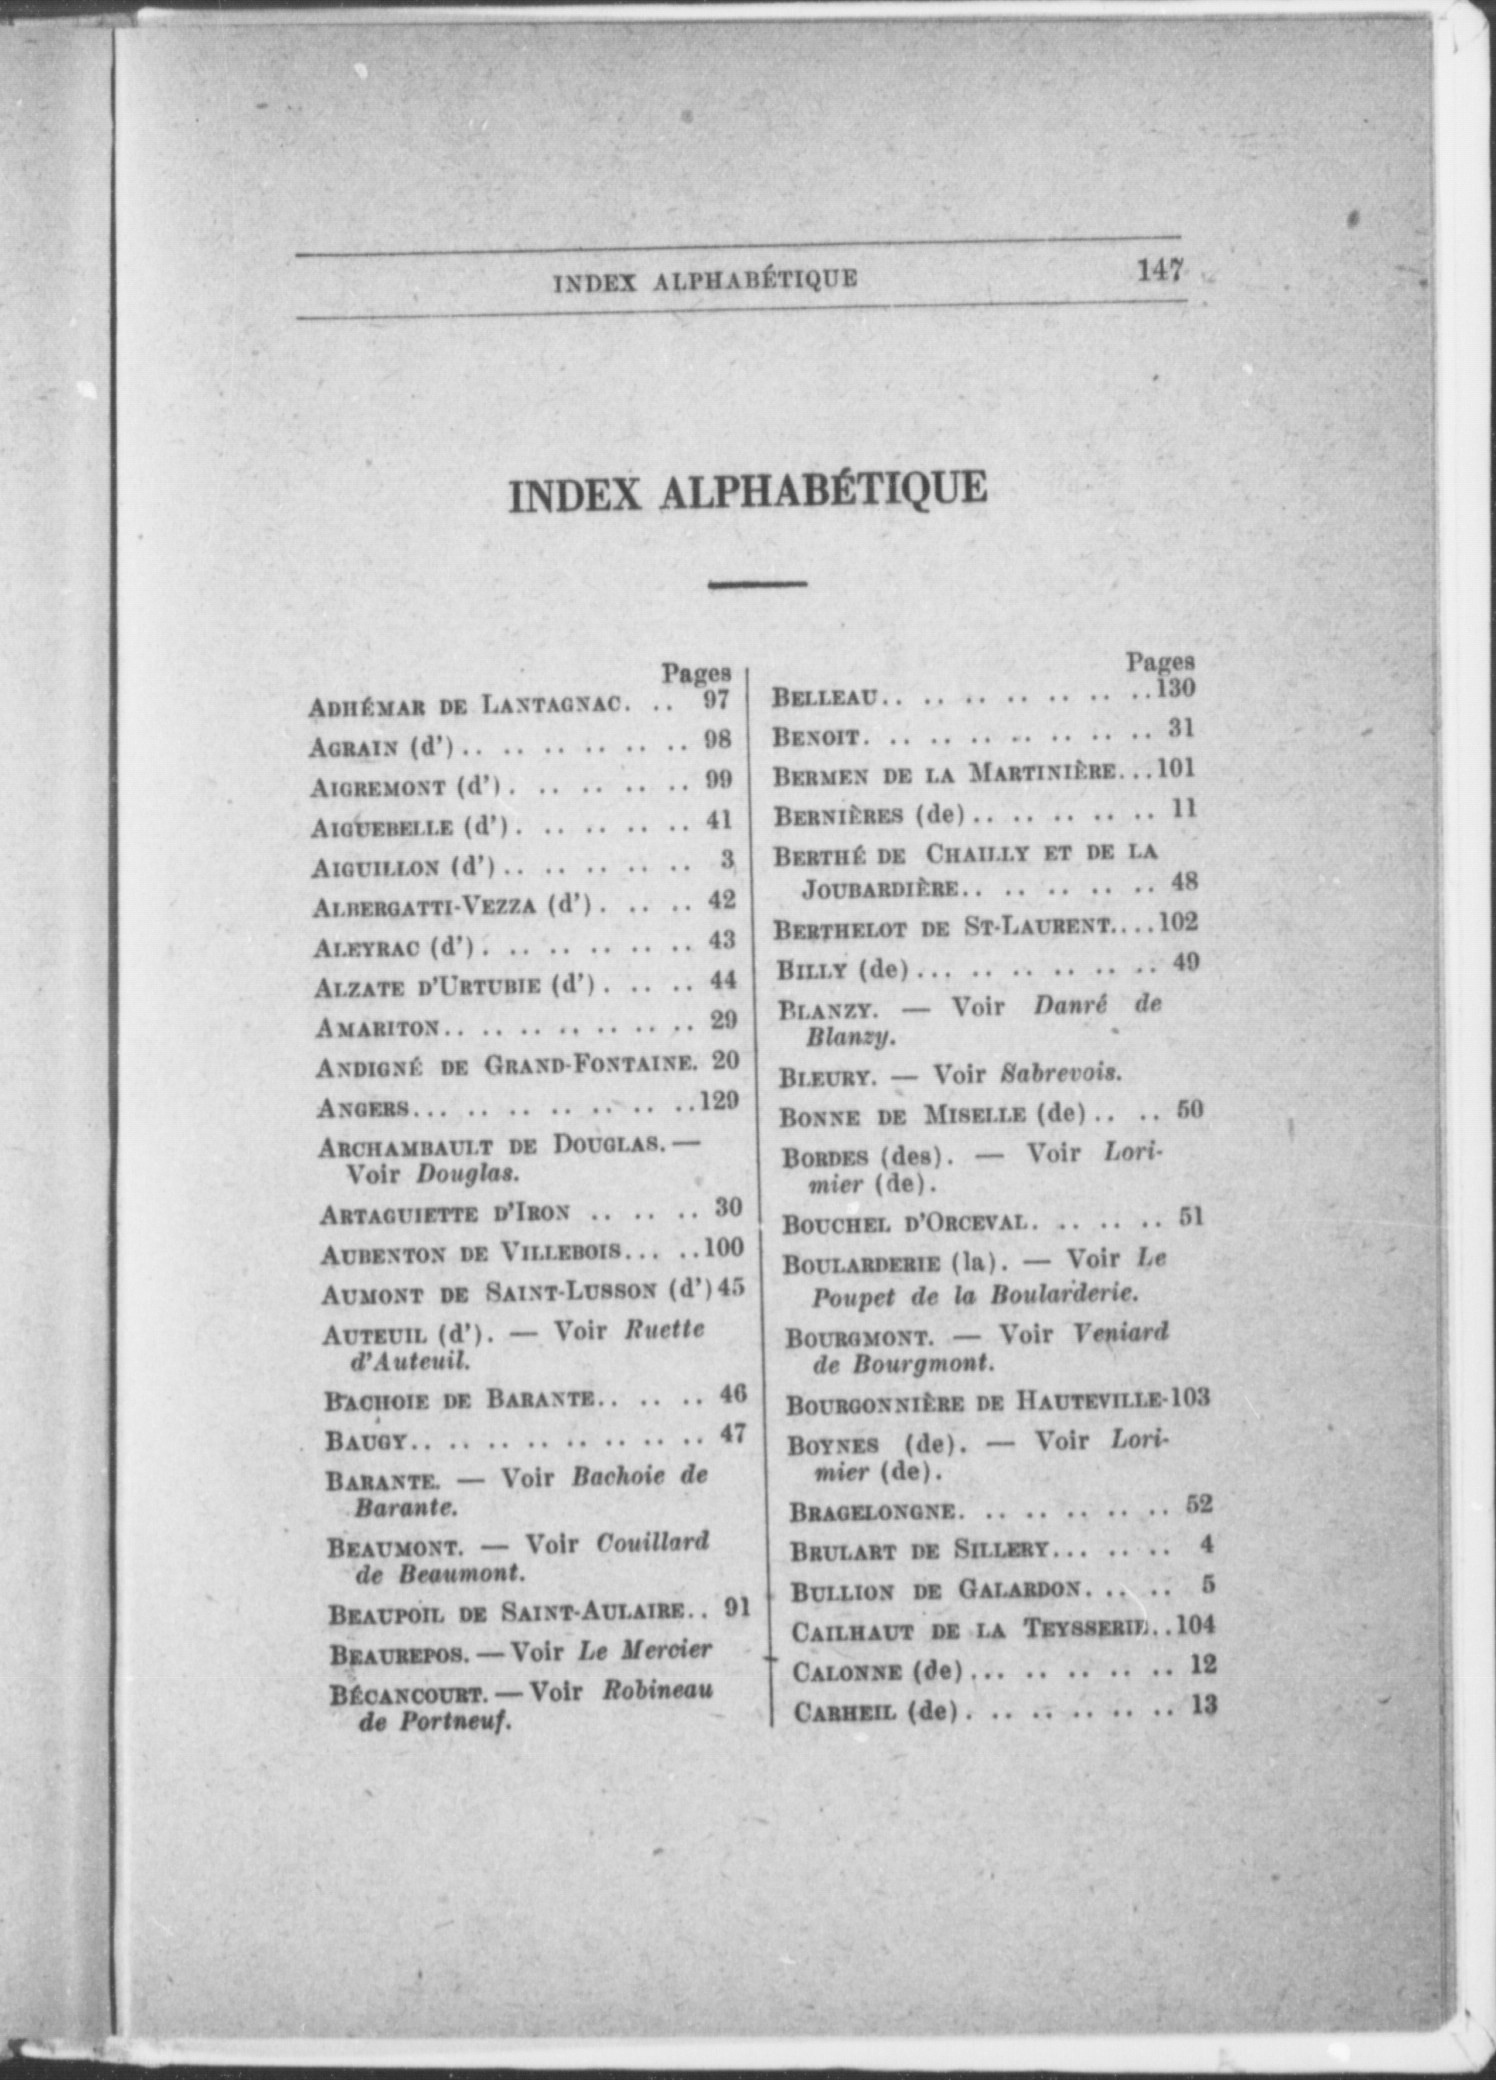 INDEX ALPHABÉTIQUE 147
INDEX ALPHABÉTIQUE
Pages
ADHÉMAR DE LANTAGNAC. .. 97
AGRAIN (d').. .. .. .. .. .. 98
AIGREMONT (d'). .. .. .. .. 99
AIGUEBELLE (d'). .. .. .. .. 41
AIGUILLON (d').. .. .. .. .. 3
ALBERGATTI-VEZZA (d'). .. .. 42
ALEYRAC (d'). .. .. .. .. .. 43
ALZATE D'URTUBIE (d'). .. .. 44
AMARITON.. .. .. .. .. .. .. 29
ANDIGNÉ DE GRAND-FONTAINE. 20
ANGERS... .. .. .. .. .. ..129
ARCHAMBAULT DE DOUGLAS. —
Voir Douglas.
ARTAGUIETTE D'IRON .. .. .. 30
AUBENTON DE VILLEBOIS... ..100
AUMONT DE SAINT-LUSSON (d') 45
AUTEUIL (d'). — Voir Ruette
d'Auteuil.
BACHOIE DE BARANTE.. .. .. 46
BAUGY.. .. .. .. .. .. .. .. 47
BARANTE. — Voir Bachoie de
Barante.
BEAUMONT. — Voir Couillard
de Beaumont.
BEAUPOIL DE SAINT-AULAIRE.. 91
BEAUREPOS. — Voir Le Mercier
BÉCANCOURT. — Voir Robineau
de Portneuf.
Pages
BELLEAU.. .. .. .. .. .. ..130
BENOIT. .. .. .. .. .. .. .. 31
BERMEN DE LA MARTINIÈRE...101
BERNIÈRES (de).. .. .. .. .. 11
BERTHÉ DE CHAILLY ET DE LA
JOUBARDIÈRE.. .. .. .. .. 48
BERTHELOT DE ST-LAURENT....102
BILLY (de)... .. .. .. .. .. 49
BLANZY. — Voir Danré de
Blanzy.
BLEURY. — Voir Sabrevois.
BONNE DE MISELLE (de).. .. 50
BORDES (des). — Voir Lori-
mier (de).
BOUCHEL D'ORCEVAL. .. .. .. 51
BOULARDERIE (la). — Voir Le
Poupet de la Boularderie.
BOURGMONT. — Voir Veniard
de Bourgmont.
BOURGONNIÈRE DE HAUTEVILLE-103
BOYNES (de). — Voir Lori-
mier (de).
BRAGELONGNE. .. .. .. .. .. 52
BRULART DE SILLERY... .. .. 4
BULLION DE GALARDON. .. .. 5
CAILHAUT DE LA TEYSSERIE..104
CALONNE (de)... .. .. .. .. 12
CARHEIL (de). .. .. .. .. .. 13